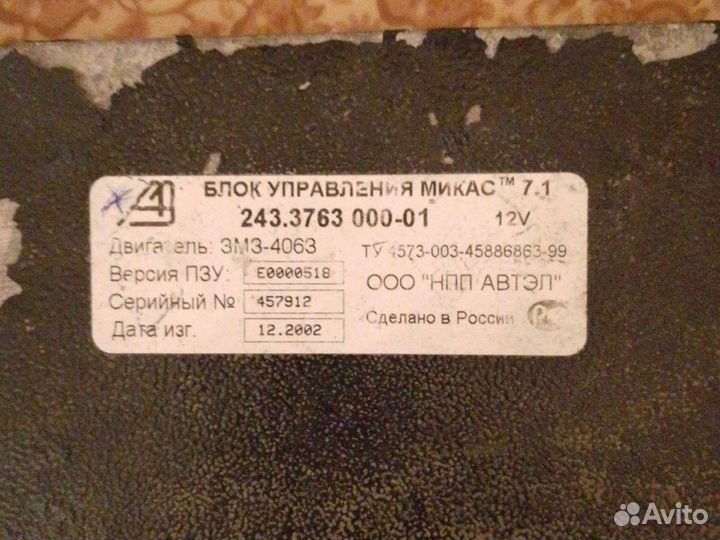 БЛОК УПРАВЛЕНИЯ МИКАС™ 7.1
243.3763 000-01 12V
Двигатель: ЗМЗ-4063 ТУ 4573-003-45886863-99
Версия ПЗУ: E0000518 ООО "НПП АВТЭЛ"
Серийный № 457912
Дата изг. 12.2002 Сделано в России
Avito